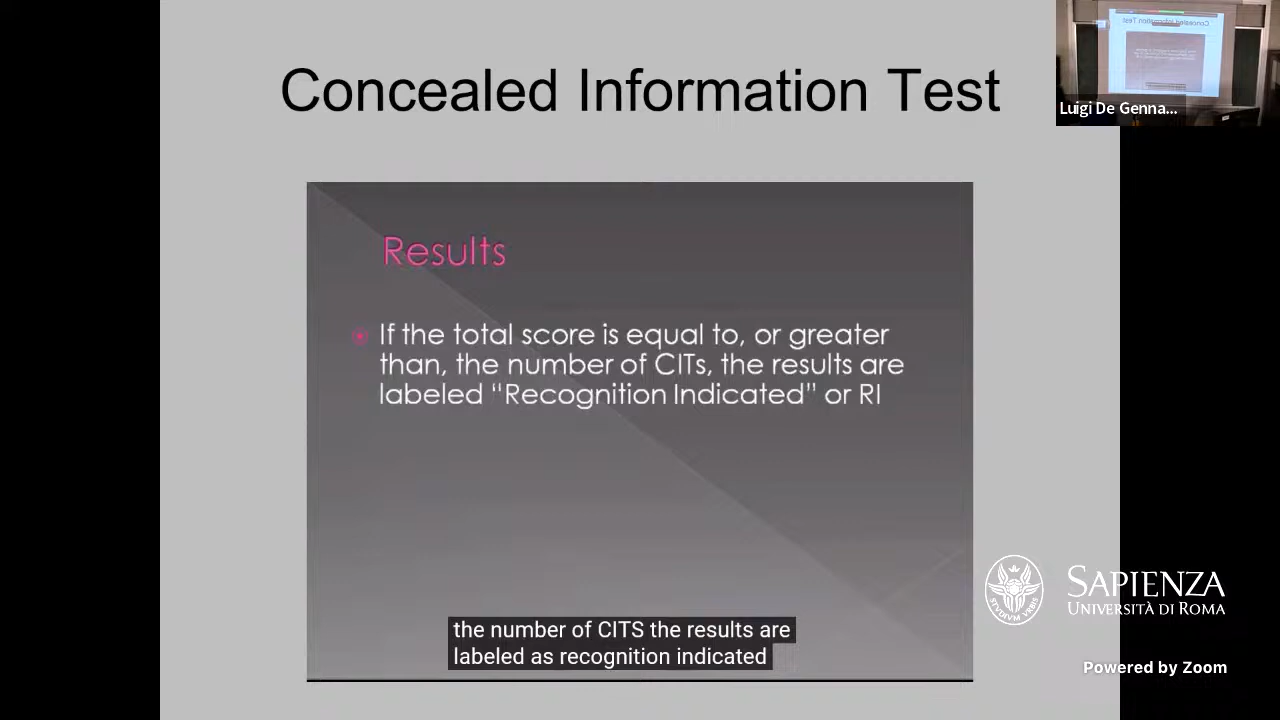 Concealed Information Test
Luigi De Genna...
Results
If the total score is equal to, or greater
than, the number of CITs, the results are
labeled “Recognition Indicated” or RI
the number of CITS the results are
labeled as recognition indicated
SAPIENZA
UNIVERSITÀ DI ROMA
STVDIVM VRBIS
Powered by Zoom